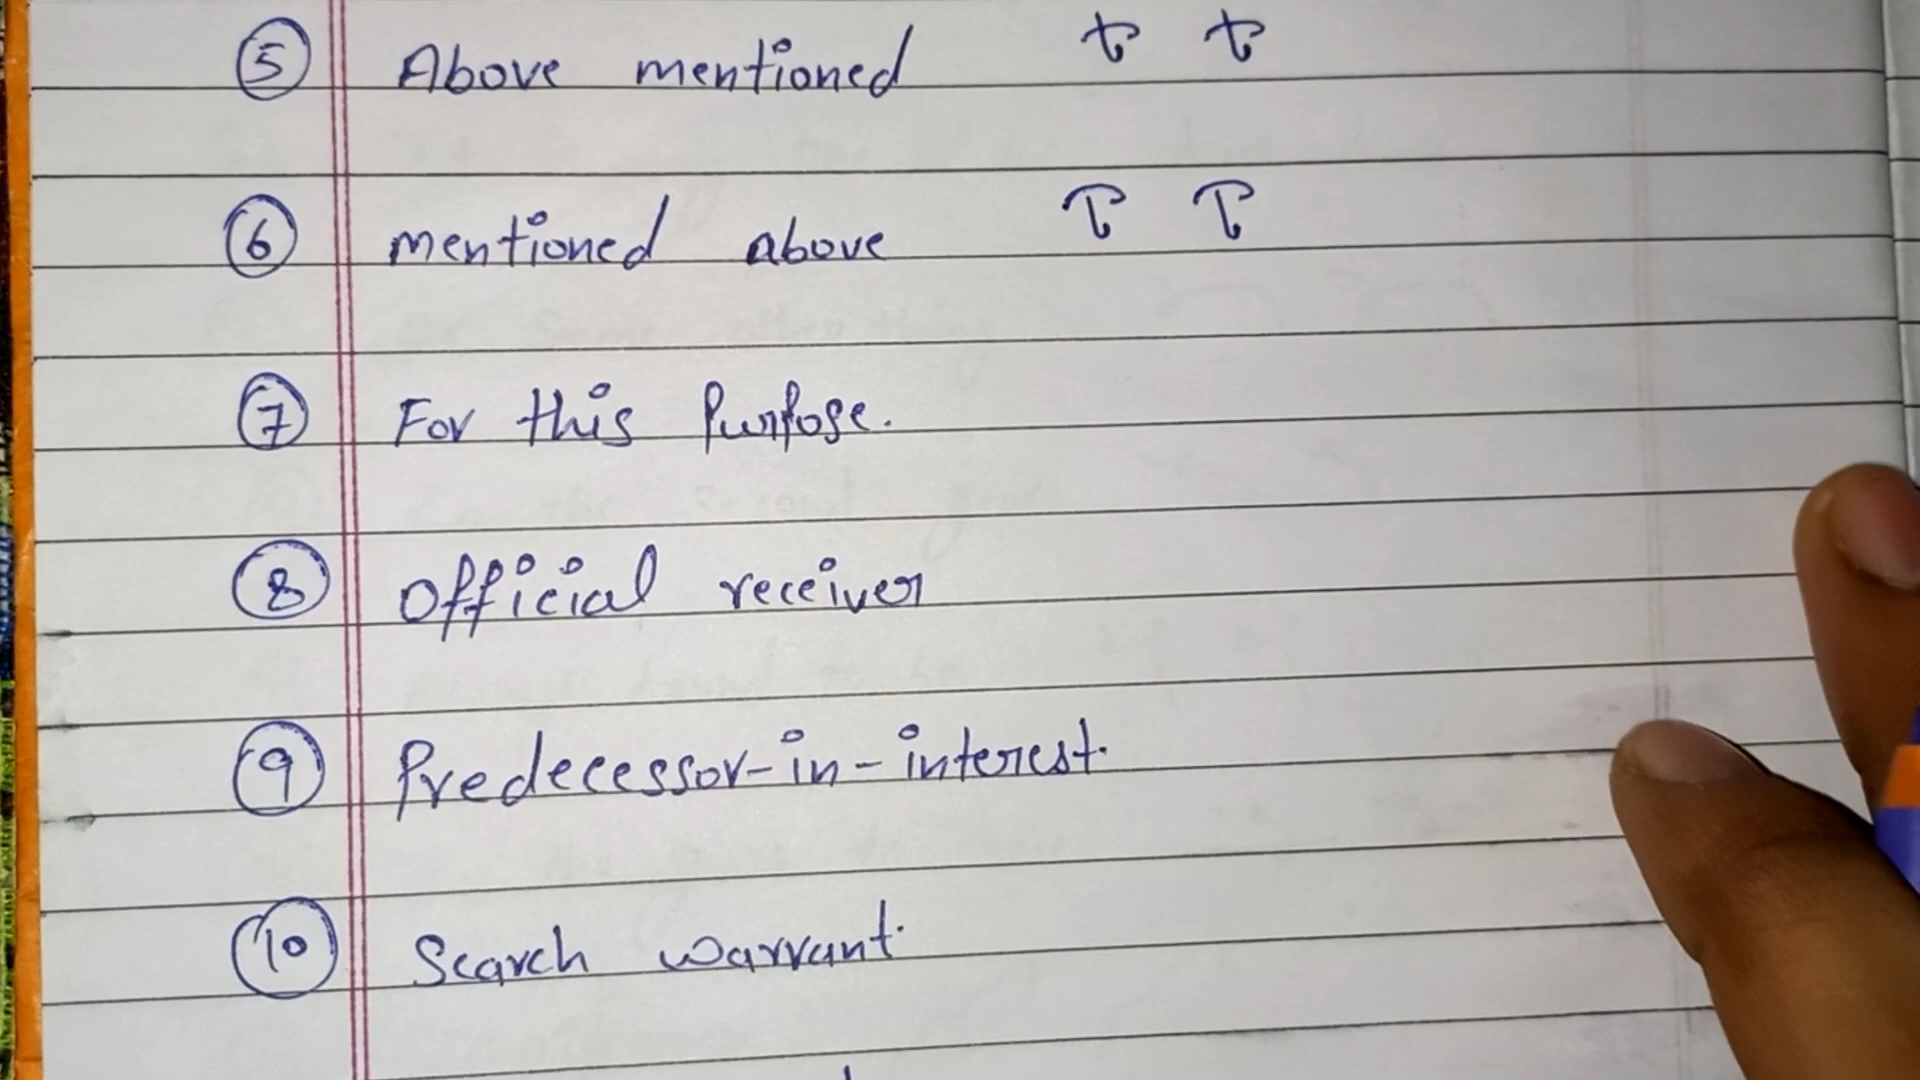 5 Above mentioned
6 mentioned above
7 For this Purpose.
8 Official receiver
9 Predecessor-in-interest.
10 Search warrant.